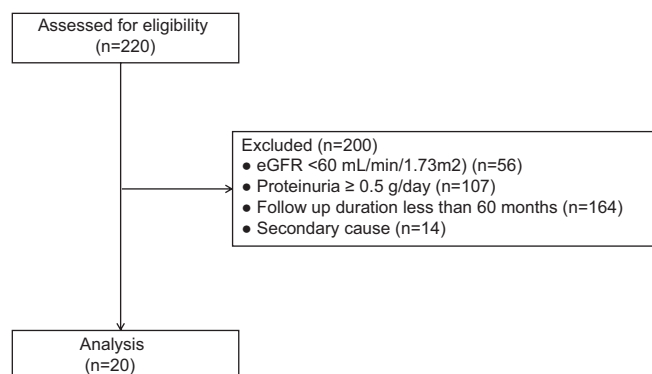 Assessed for eligibility
(n=220)
Excluded (n=200)
● eGFR <60 mL/min/1.73m2) (n=56)
● Proteinuria ≥ 0.5 g/day (n=107)
● Follow up duration less than 60 months (n=164)
● Secondary cause (n=14)
Analysis
(n=20)